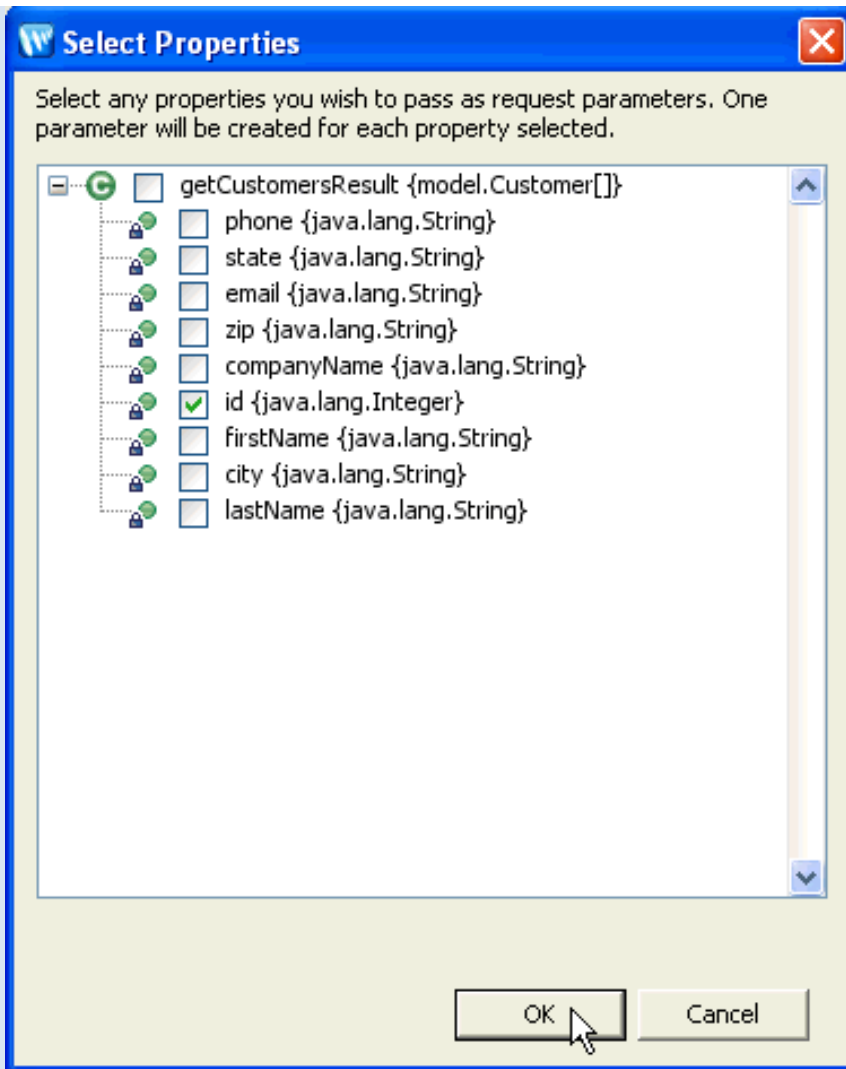 Select Properties
Select any properties you wish to pass as request parameters. One
parameter will be created for each property selected.
getCustomersResult {model.Customer[]}
phone {java.lang.String}
state {java.lang.String}
email {java.lang.String}
zip {java.lang.String}
companyName {java.lang.String}
id {java.lang.Integer}
firstName {java.lang.String}
city {java.lang.String}
lastName {java.lang.String}
OK
Cancel